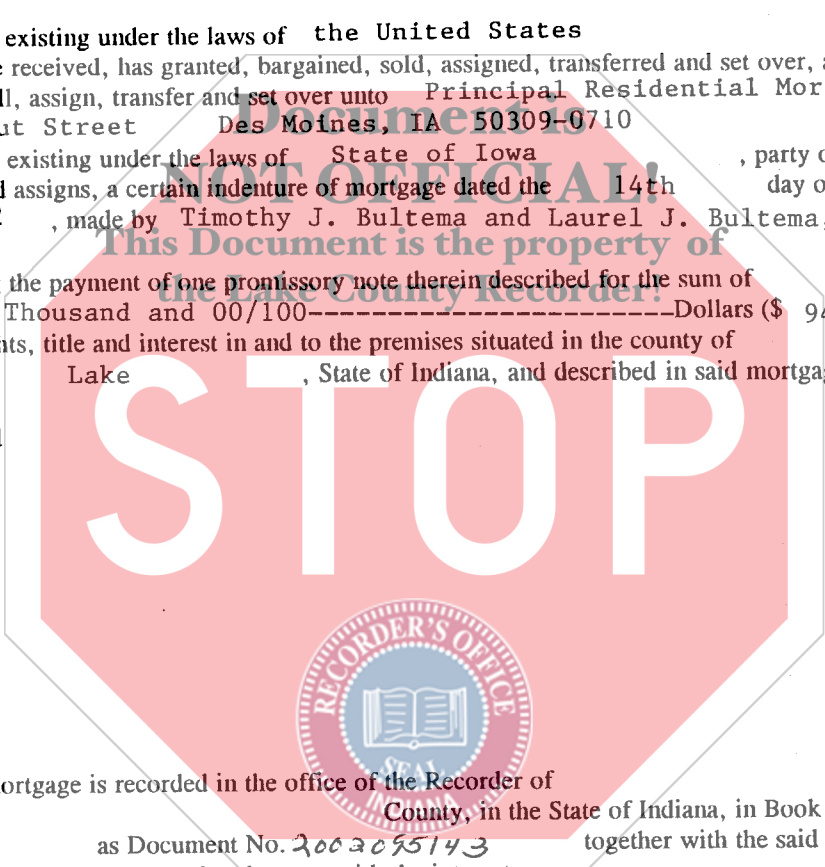 existing under the laws of the United States
received, has granted, bargained, sold, assigned, transferred and set over,
assign, transfer and set over unto Principal Residential Mor
Document is
Street Des Moines, IA 50309-0710
existing under the laws of State of Iowa , party
NOT OFFICIAL!
assigns, a certain indenture of mortgage dated the 14th day
, made by Timothy J. Bultema and Laurel J. Bultema,
This Document is the property of
the payment of one promissory note therein described for the sum of
the Lake County Recorder!
Thousand and 00/100-----------------------Dollars ($ 94
title and interest in and to the premises situated in the county of
Lake , State of Indiana, and described in said mortga
STOP
RECORDER'S OFFICE
SEAL
INDIANA
ortgage is recorded in the office of the Recorder of
County, in the State of Indiana, in Book
as Document No. together with the said